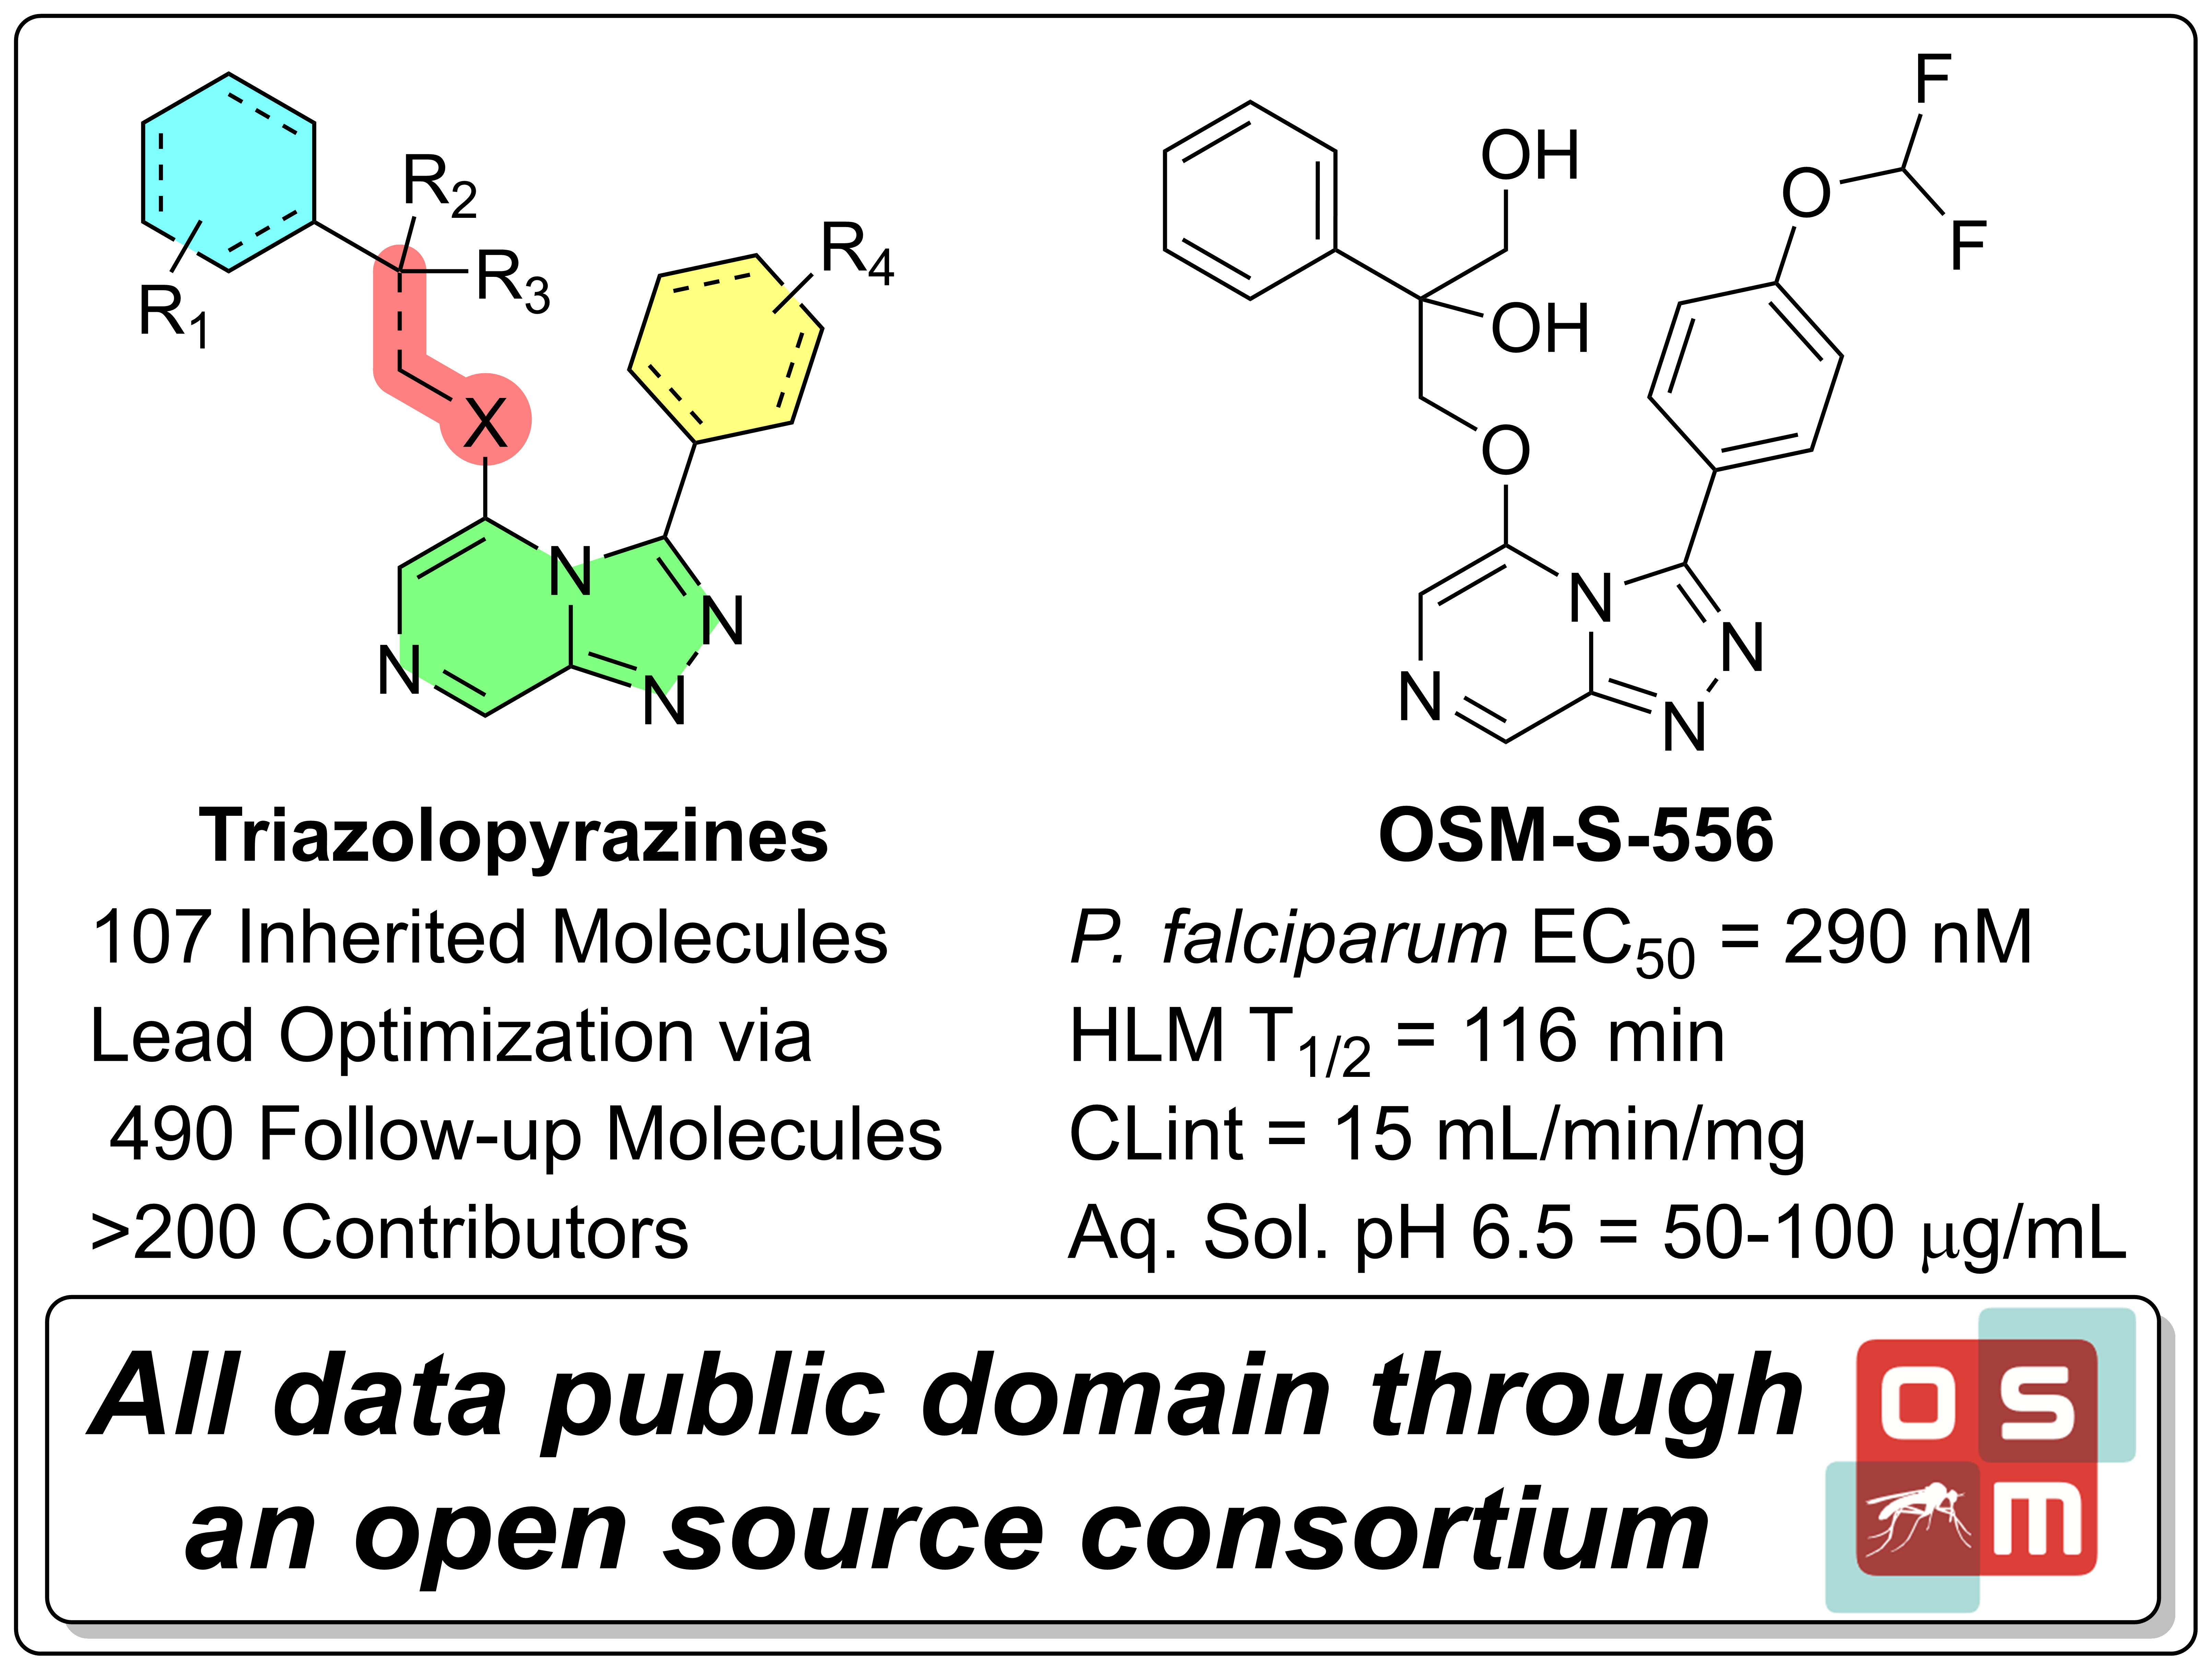 R1
R2
R3
X
R4
N
N
N
N
F
F
O
OH
OH
O
N
N
N
N
Triazolopyrazines
107 Inherited Molecules
Lead Optimization via
490 Follow-up Molecules
>200 Contributors
OSM-S-556
P. falciparum EC50 = 290 nM
HLM T1/2 = 116 min
CLint = 15 mL/min/mg
Aq. Sol. pH 6.5 = 50-100 µg/mL
All data public domain through
an open source consortium
OS
m